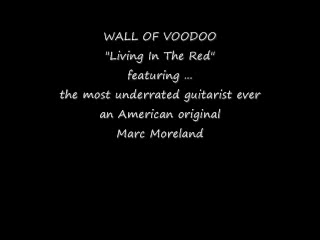 WALL OF VOODOO
"Living In The Red"
featuring ...
the most underrated guitarist ever
an American original
Marc Moreland